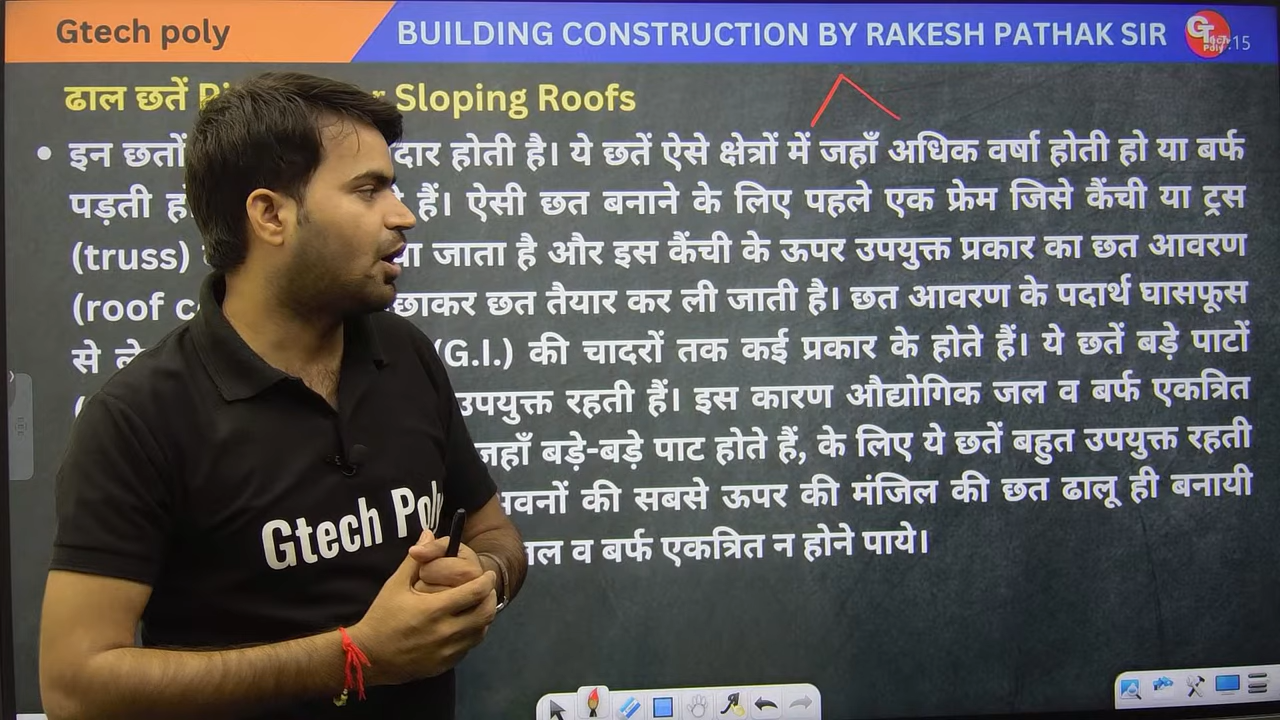 Gtech poly
BUILDING CONSTRUCTION BY RAKESH PATHAK SIR
ढाल छतें Sloping Roofs
इन छतों दार होती है। ये छतें ऐसे क्षेत्रों में जहाँ अधिक वर्षा होती हो या बर्फ
पड़ती हैं। ऐसी छत बनाने के लिए पहले एक फ्रेम जिसे कैंची या ट्रस
(truss) जाता है और इस कैंची के ऊपर उपयुक्त प्रकार का छत आवरण
(roof छाकर छत तैयार कर ली जाती है। छत आवरण के पदार्थ घासफूस
से (G.I.) की चादरों तक कई प्रकार के होते हैं। ये छतें बड़े पाटों
उपयुक्त रहती हैं। इस कारण औद्योगिक जल व बर्फ एकत्रित
जहाँ बड़े-बड़े पाट होते हैं, के लिए ये छतें बहुत उपयुक्त रहती
की सबसे ऊपर की मंजिल की छत ढालू ही बनायी
व बर्फ एकत्रित न होने पाये।
Gtech Poly